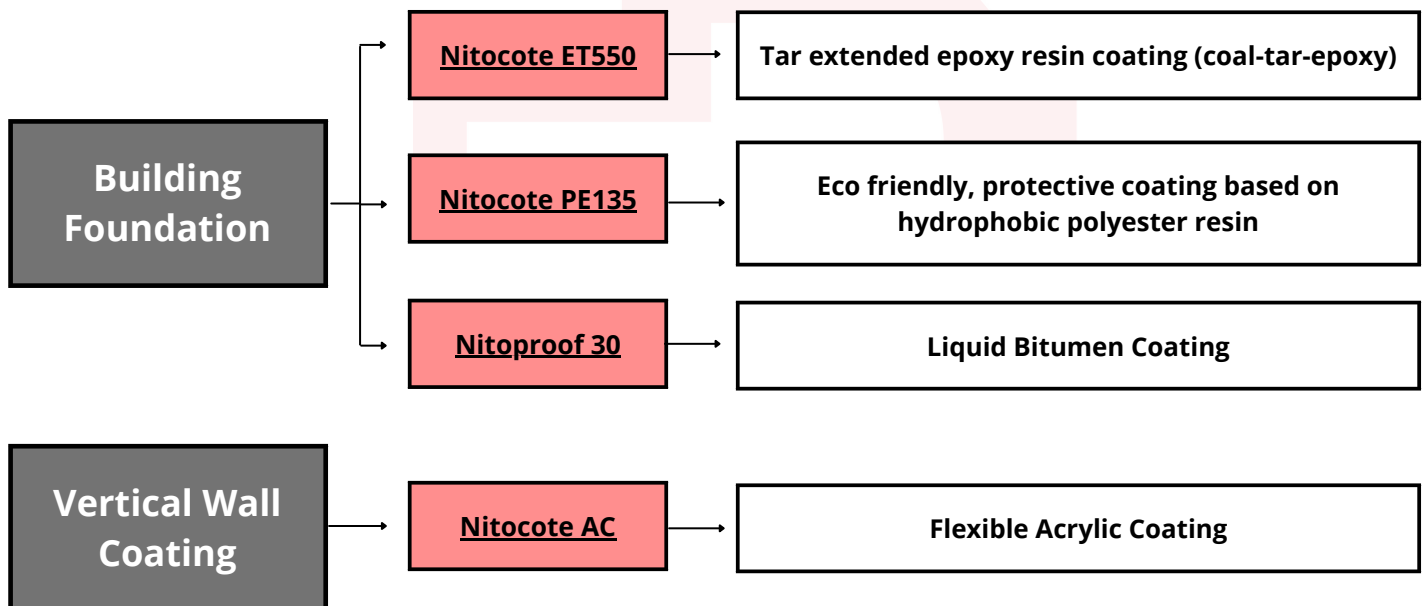 Building
Foundation
Nitocote ET550
Tar extended epoxy resin coating (coal-tar-epoxy)
Nitocote PE135
Eco friendly, protective coating based on
hydrophobic polyester resin
Nitoproof 30
Liquid Bitumen Coating
Vertical Wall
Coating
Nitocote AC
Flexible Acrylic Coating